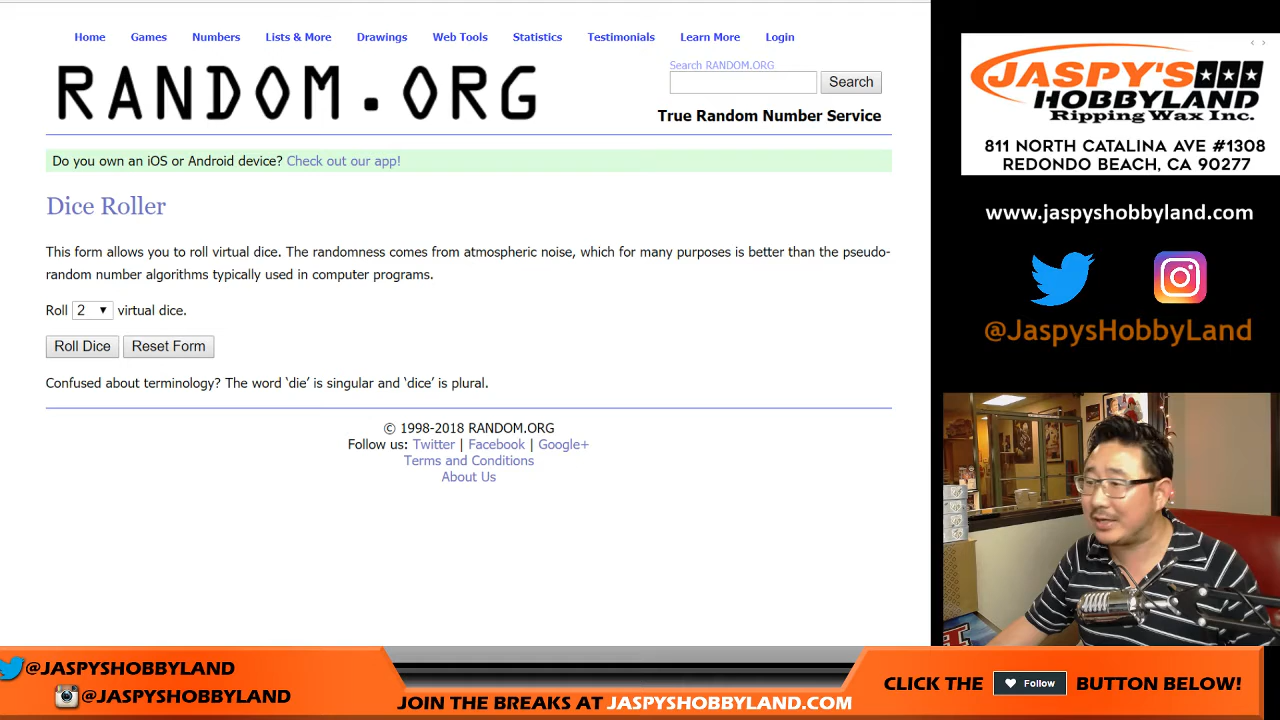 Home Games Numbers Lists & More Drawings Web Tools Statistics Testimonials Learn More Login
RANDOM.ORG
Search RANDOM.ORG
Search
True Random Number Service
Do you own an iOS or Android device? Check out our app!
Dice Roller
This form allows you to roll virtual dice. The randomness comes from atmospheric noise, which for many purposes is better than the pseudo-
random number algorithms typically used in computer programs.
Roll 2 virtual dice.
Roll Dice Reset Form
Confused about terminology? The word ‘die’ is singular and ‘dice’ is plural.
© 1998-2018 RANDOM.ORG
Follow us: Twitter | Facebook | Google+
Terms and Conditions
About Us
JASPY'S
HOBBYLAND
Ripping Wax Inc.
811 NORTH CATALINA AVE #1308
REDONDO BEACH, CA 90277
www.jaspyshobbyland.com
@JaspysHobbyLand
@JASPYSHOBBYLAND
@JASPYSHOBBYLAND
JOIN THE BREAKS AT JASPYSHOBBYLAND.COM
CLICK THE Follow BUTTON BELOW!